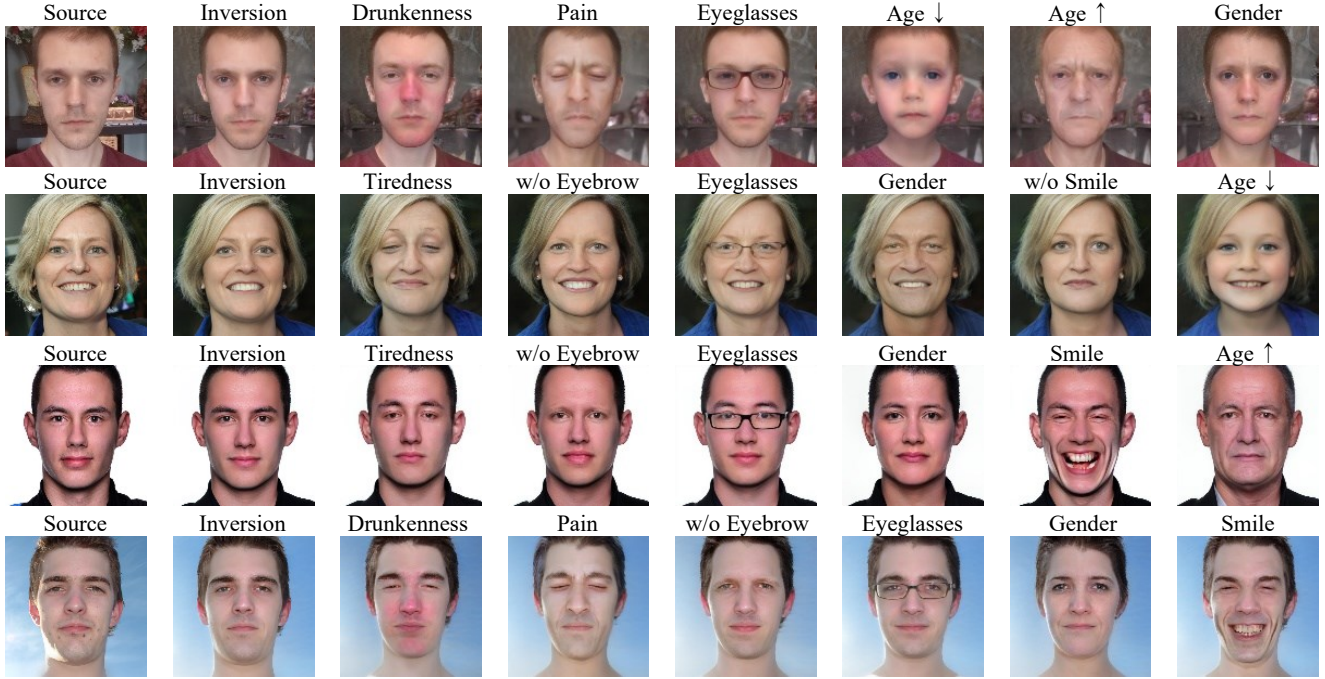 Source Inversion Drunkenness Pain Eyeglasses Age ↓ Age ↑ Gender
Source Inversion Tiredness w/o Eyebrow Eyeglasses Gender w/o Smile Age ↓
Source Inversion Tiredness w/o Eyebrow Eyeglasses Gender Smile Age ↑
Source Inversion Drunkenness Pain w/o Eyebrow Eyeglasses Gender Smile